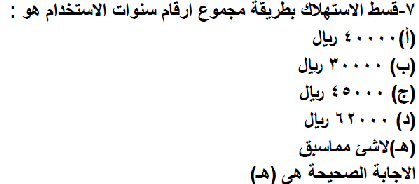 ٧-قسط الاستهلاك بطريقة مجموع ارقام سنوات الاستخدام هو :
(أ) ٤٠٠٠٠ ريال
(ب) ٣٠٠٠٠ ريال
(ج) ٤٥٠٠٠ ريال
(د) ٦٢٠٠٠ ريال
(هـ)لاشئ مماسبق
الاجابة الصحيحة هى (هـ)